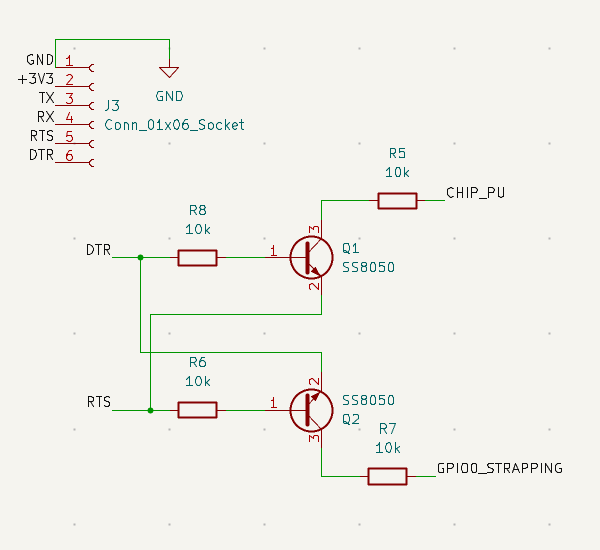 GND 1
+3V3 2
TX 3
RX 4
RTS 5
DTR 6
J3
Conn_01x06_Socket
GND
R5
10k
CHIP_PU
R8
10k
DTR
1
3
2
Q1
SS8050
R6
10k
RTS
1
2
3
SS8050
Q2
R7
10k
GPIO0_STRAPPING